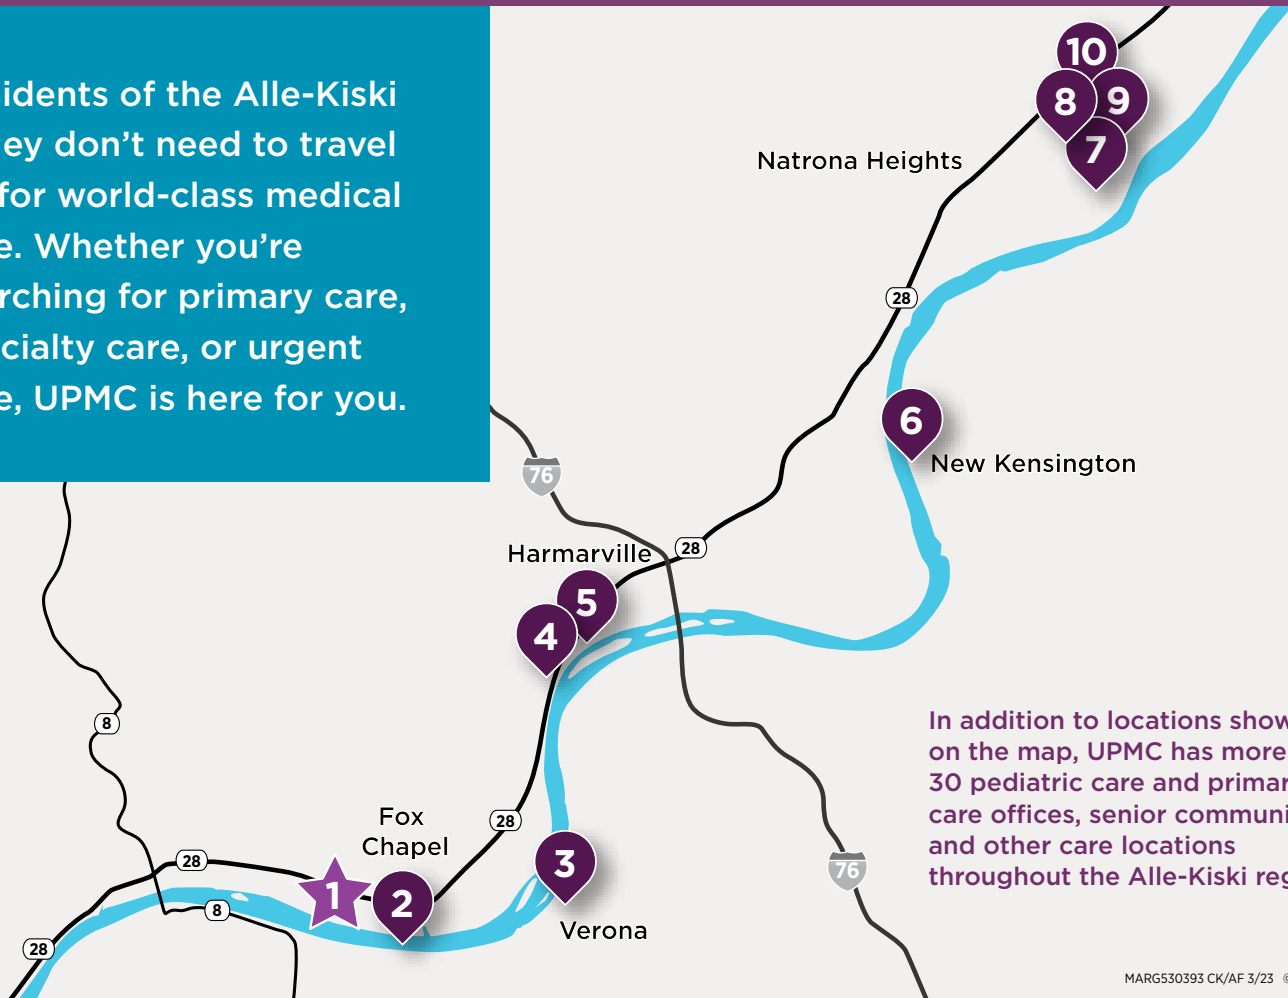 idents of the Alle-Kiski
ey don't need to travel
for world-class medical
e. Whether you're
rching for primary care,
cialty care, or urgent
e, UPMC is here for you.
10
8
9
7
Natrona Heights
28
6
New Kensington
76
Harmarville
28
5
4
8
In addition to locations show
on the map, UPMC has more
30 pediatric care and primar
care offices, senior communi
and other care locations
throughout the Alle-Kiski reg
Fox
Chapel
28
28
3
76
1
2
8
Verona
28
MARG530393 CK/AF 3/23 ©